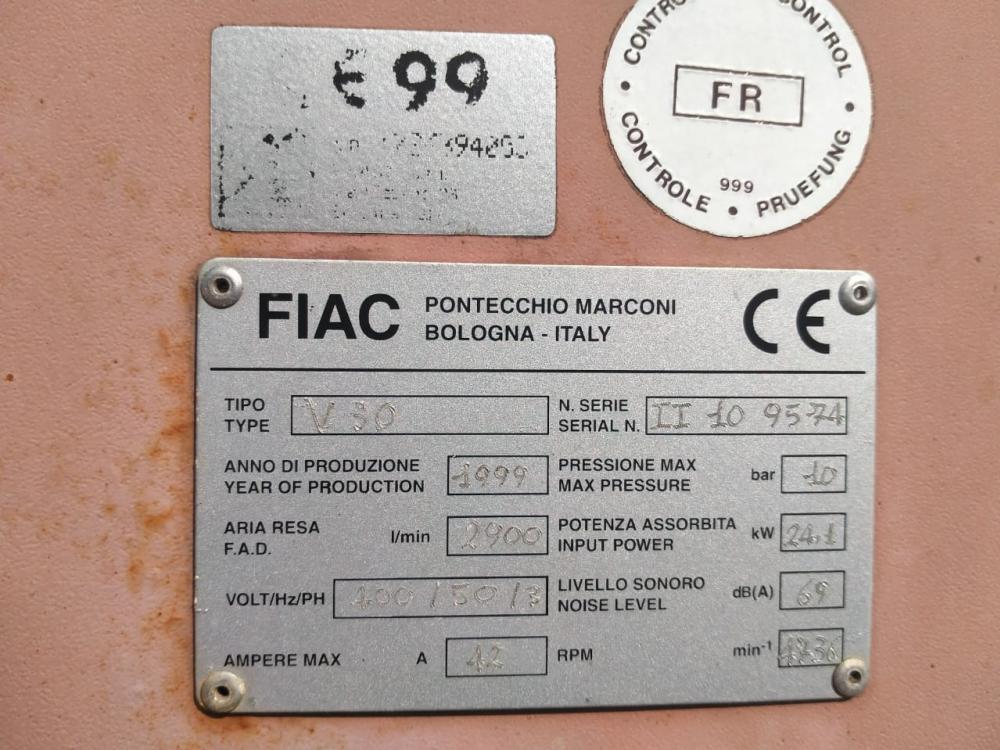 € 99
CONTROL
FR
999
CONTROLE • PRUEFUNG
FIAC PONTECCHIO MARCONI
BOLOGNA - ITALY
CE
TIPO
TYPE
V 30
N. SERIE
SERIAL N.
II 10 9574
ANNO DI PRODUZIONE
YEAR OF PRODUCTION
1999
PRESSIONE MAX
MAX PRESSURE
bar
10
ARIA RESA
F.A.D.
l/min
2900
POTENZA ASSORBITA
INPUT POWER
kW
24.1
VOLT/Hz/PH
400/50/3
LIVELLO SONORO
NOISE LEVEL
dB(A)
69
AMPERE MAX
A
42
RPM
min-1